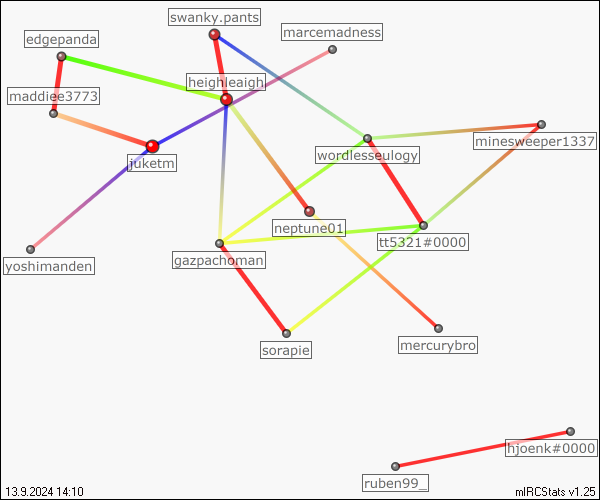 swanky.pants
marcemadness
edgepanda
heighleaigh
maddiee3773
minesweeper1337
wordlesseulogy
juketm
neptune01
tt5321#0000
gazpachoman
yoshimanden
mercurybro
sorapie
hjoenk#0000
ruben99_
13.9.2024 14:10
mIRCStats v1.25